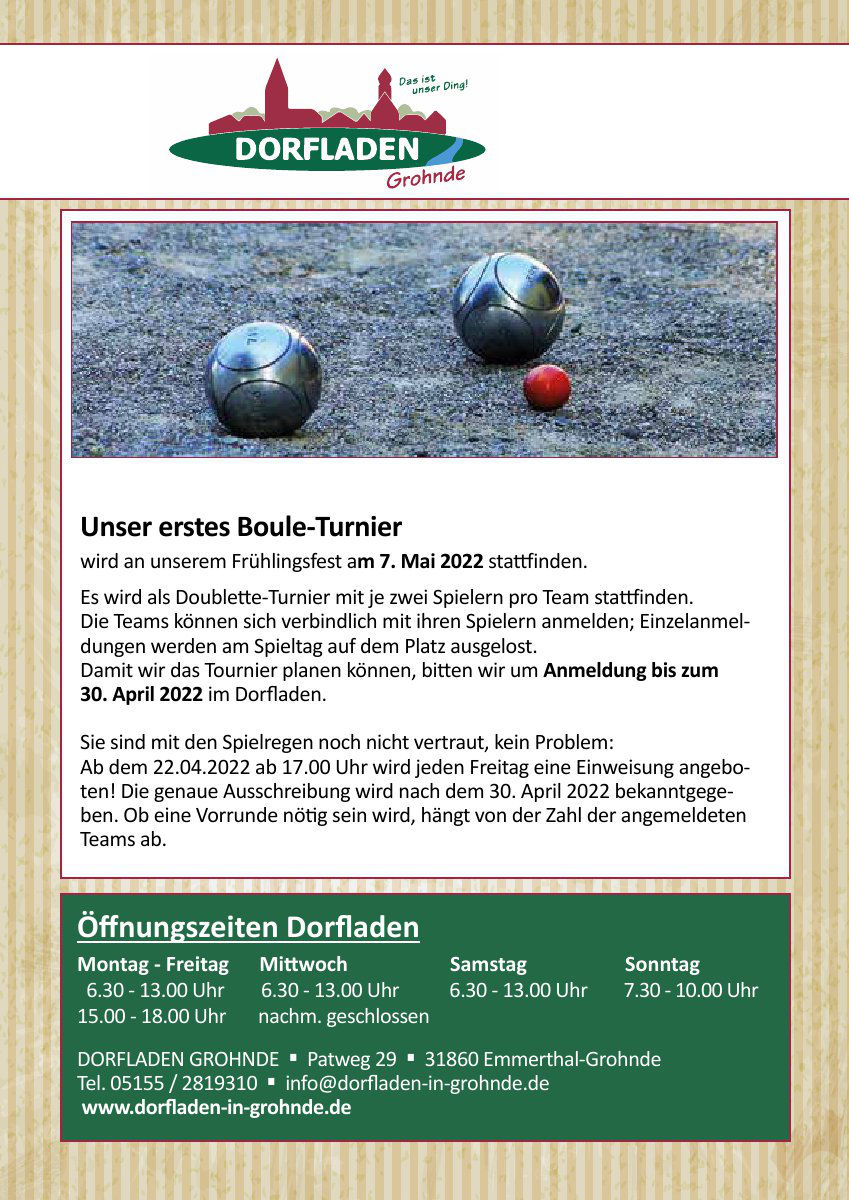 Das ist
unser Ding!
DORFLADEN
Grohnde
Unser erstes Boule-Turnier
wird an unserem Frühlingsfest am 7. Mai 2022 stattfinden.
Es wird als Doublette-Turnier mit je zwei Spielern pro Team stattfinden.
Die Teams können sich verbindlich mit ihren Spielern anmelden; Einzelanmel-
dungen werden am Spieltag auf dem Platz ausgelost.
Damit wir das Tournier planen können, bitten wir um Anmeldung bis zum
30. April 2022 im Dorfladen.
Sie sind mit den Spielregen noch nicht vertraut, kein Problem:
Ab dem 22.04.2022 ab 17.00 Uhr wird jeden Freitag eine Einweisung angebo-
ten! Die genaue Ausschreibung wird nach dem 30. April 2022 bekanntgege-
ben. Ob eine Vorrunde nötig sein wird, hängt von der Zahl der angemeldeten
Teams ab.
Öffnungszeiten Dorfladen
Montag - Freitag Mittwoch Samstag Sonntag
6.30 - 13.00 Uhr 6.30 - 13.00 Uhr 6.30 - 13.00 Uhr 7.30 - 10.00 Uhr
15.00 - 18.00 Uhr nachm. geschlossen
DORFLADEN GROHNDE ▪ Patweg 29 ▪ 31860 Emmerthal-Grohnde
Tel. 05155 / 2819310 ▪ info@dorfladen-in-grohnde.de
www.dorfladen-in-grohnde.de